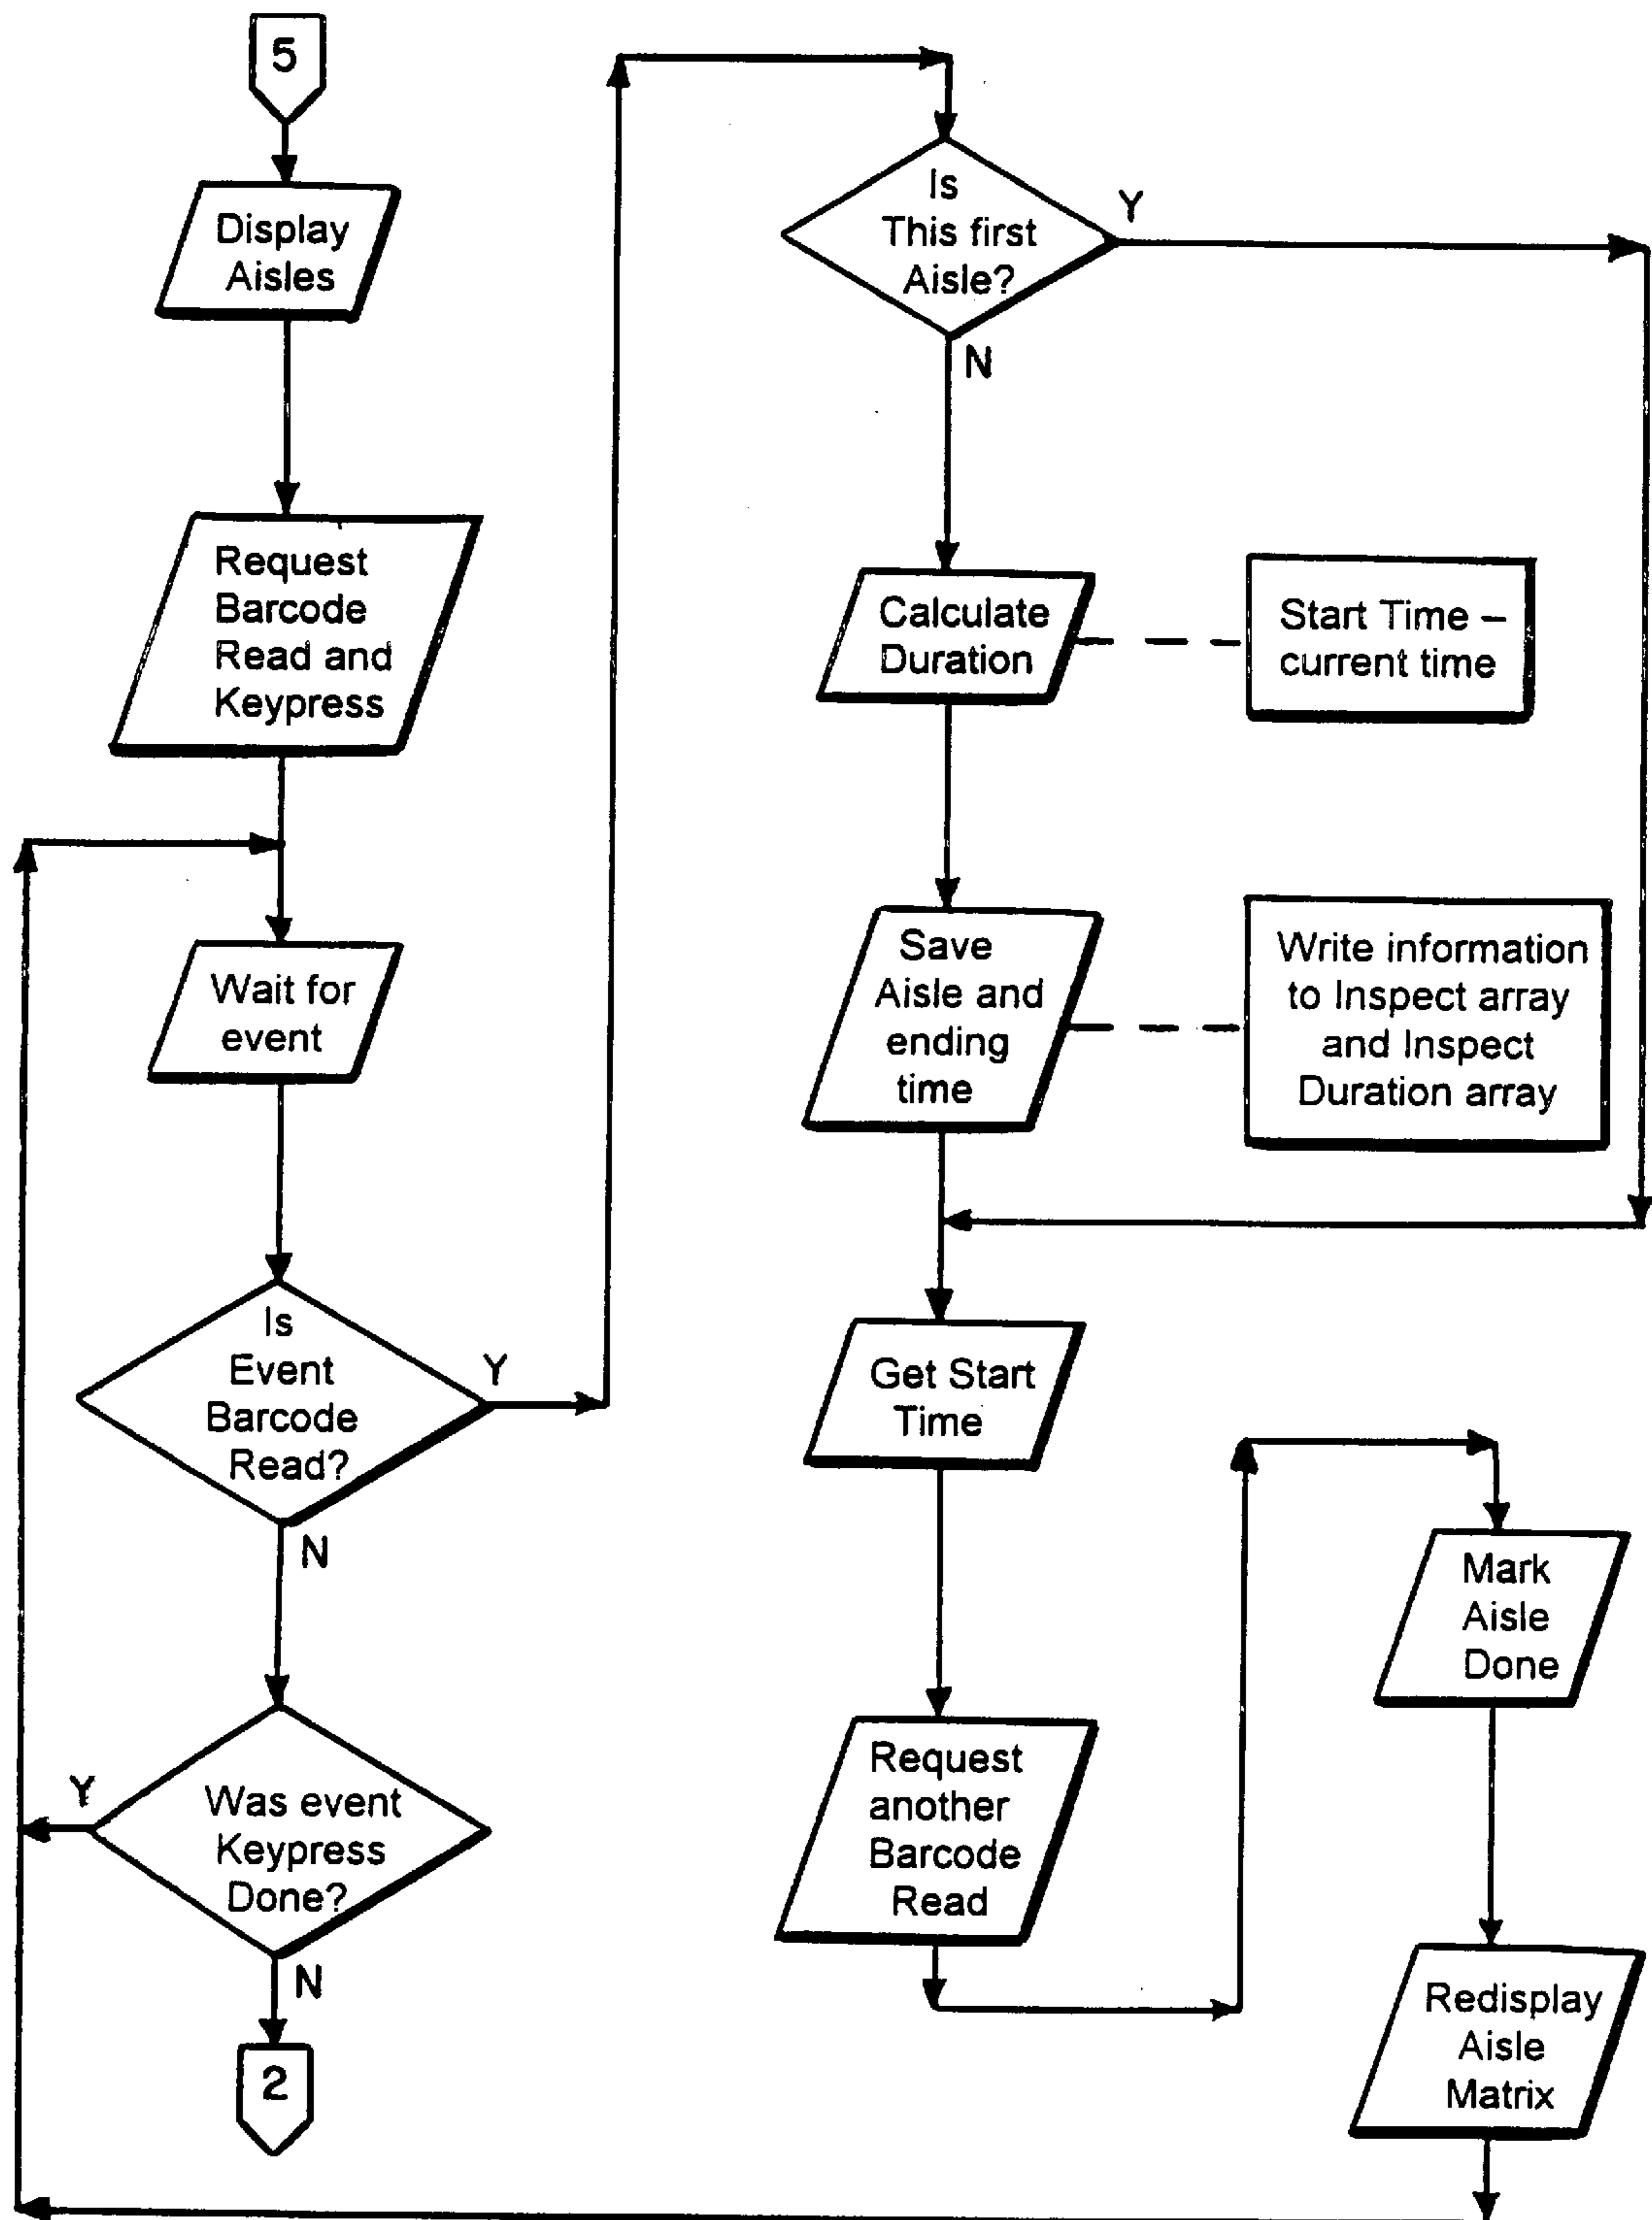 5
Display
Aisles
Request
Barcode
Read and
Keypress
Wait for
event
Is
Event
Barcode
Read?
Y
N
Was event
Keypress
Done?
Y
N
2
Is
This first
Aisle?
Y
N
Calculate
Duration
Start Time –
current time
Save
Aisle and
ending
time
Write information
to Inspect array
and Inspect
Duration array
Get Start
Time
Request
another
Barcode
Read
Mark
Aisle
Done
Redisplay
Aisle
Matrix